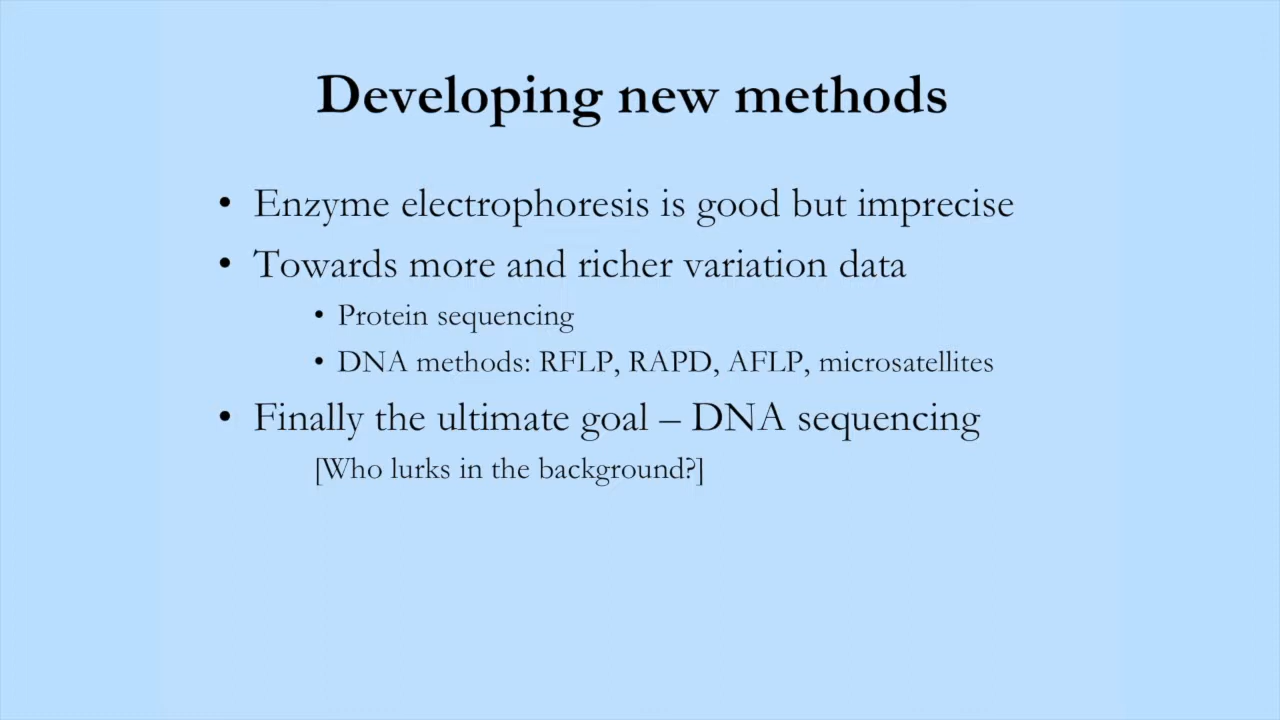 Developing new methods
• Enzyme electrophoresis is good but imprecise
• Towards more and richer variation data
• Protein sequencing
• DNA methods: RFLP, RAPD, AFLP, microsatellites
• Finally the ultimate goal – DNA sequencing
[Who lurks in the background?]